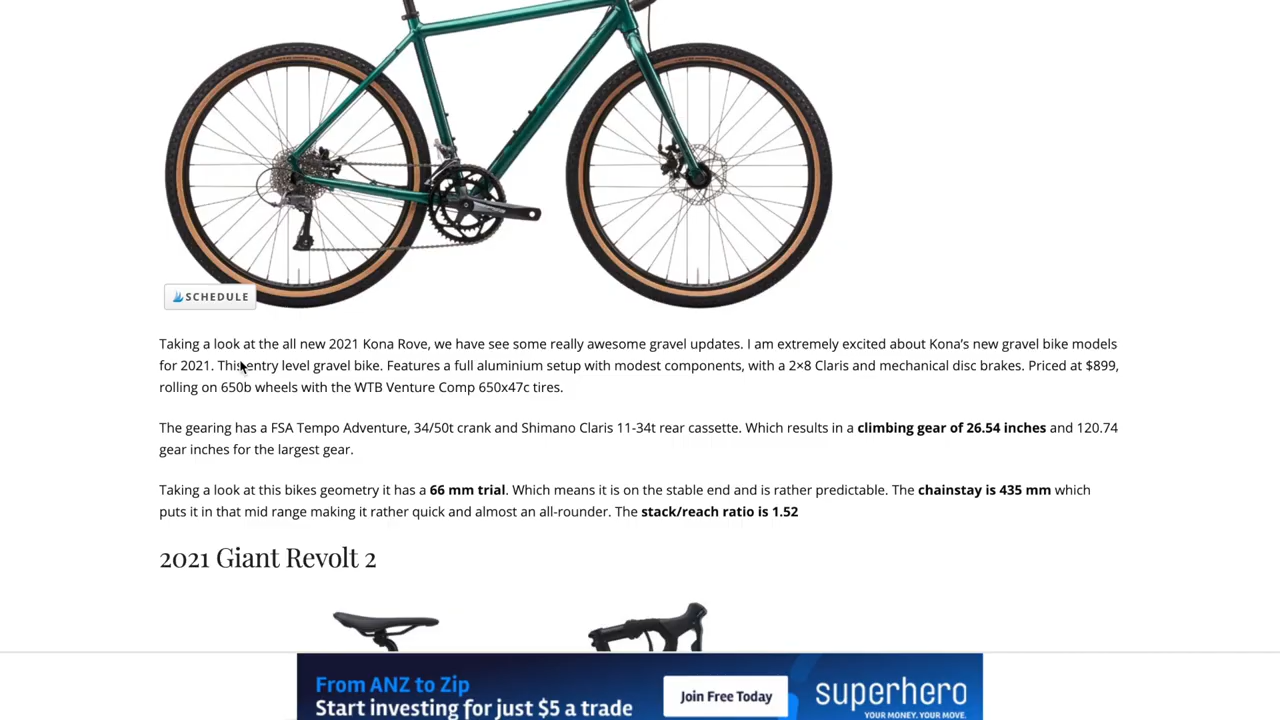 SCHEDULE
Taking a look at the all new 2021 Kona Rove, we have see some really awesome gravel updates. I am extremely excited about Kona's new gravel bike models
for 2021. This entry level gravel bike. Features a full aluminium setup with modest components, with a 2×8 Claris and mechanical disc brakes. Priced at $899,
rolling on 650b wheels with the WTB Venture Comp 650x47c tires.
The gearing has a FSA Tempo Adventure, 34/50t crank and Shimano Claris 11-34t rear cassette. Which results in a climbing gear of 26.54 inches and 120.74
gear inches for the largest gear.
Taking a look at this bikes geometry it has a 66 mm trial. Which means it is on the stable end and is rather predictable. The chainstay is 435 mm which
puts it in that mid range making it rather quick and almost an all-rounder. The stack/reach ratio is 1.52
2021 Giant Revolt 2
From ANZ to Zip
Start investing for just $5 a trade
Join Free Today
superhero
YOUR MONEY. YOUR MOVE.